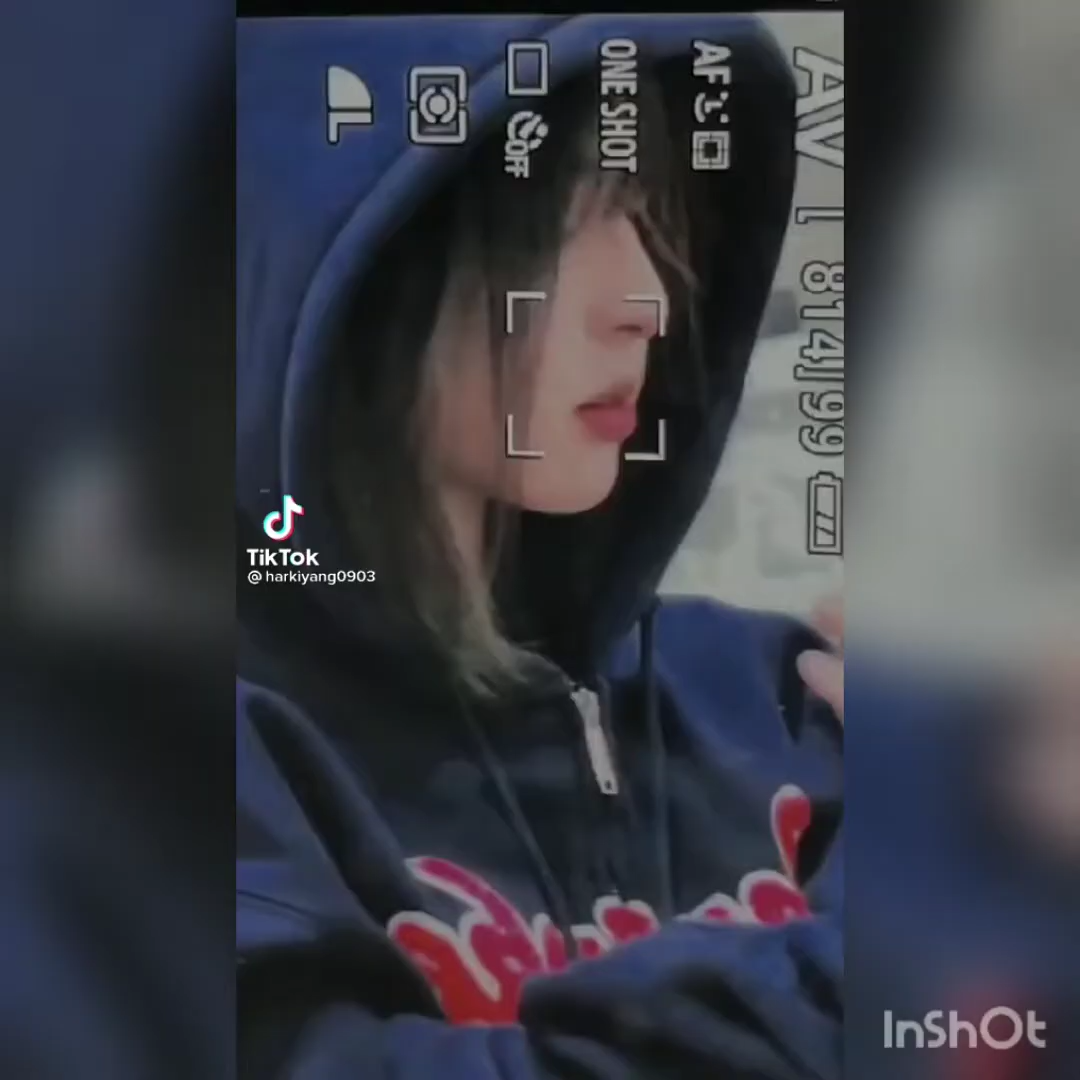 AV [ 814]99
AF
ONE SHOT
OFF
L
TikTok
@harkiyang0903
InShOt